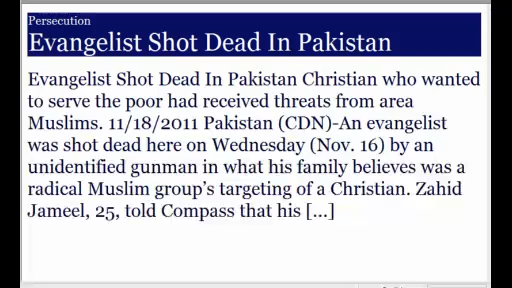 Persecution
Evangelist Shot Dead In Pakistan
Evangelist Shot Dead In Pakistan Christian who wanted
to serve the poor had received threats from area
Muslims. 11/18/2011 Pakistan (CDN)-An evangelist
was shot dead here on Wednesday (Nov. 16) by an
unidentified gunman in what his family believes was a
radical Muslim group's targeting of a Christian. Zahid
Jameel, 25, told Compass that his [...]